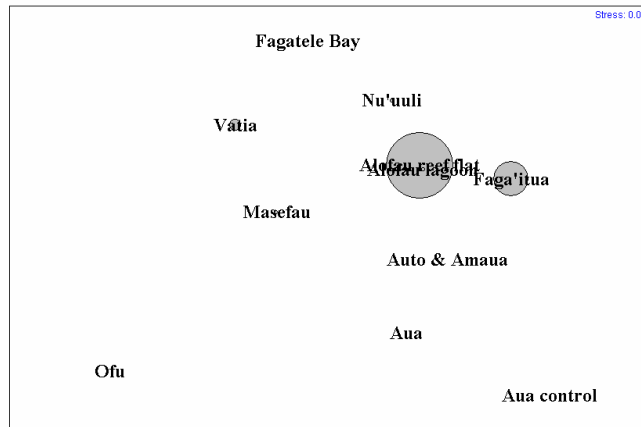 Stress: 0.0
Fagatele Bay
Nu'uuli
Vatia
Alofau reef flat
Alofau lagoon
Faga'itua
Masefau
Auto & Amaua
Aua
Ofu
Aua control